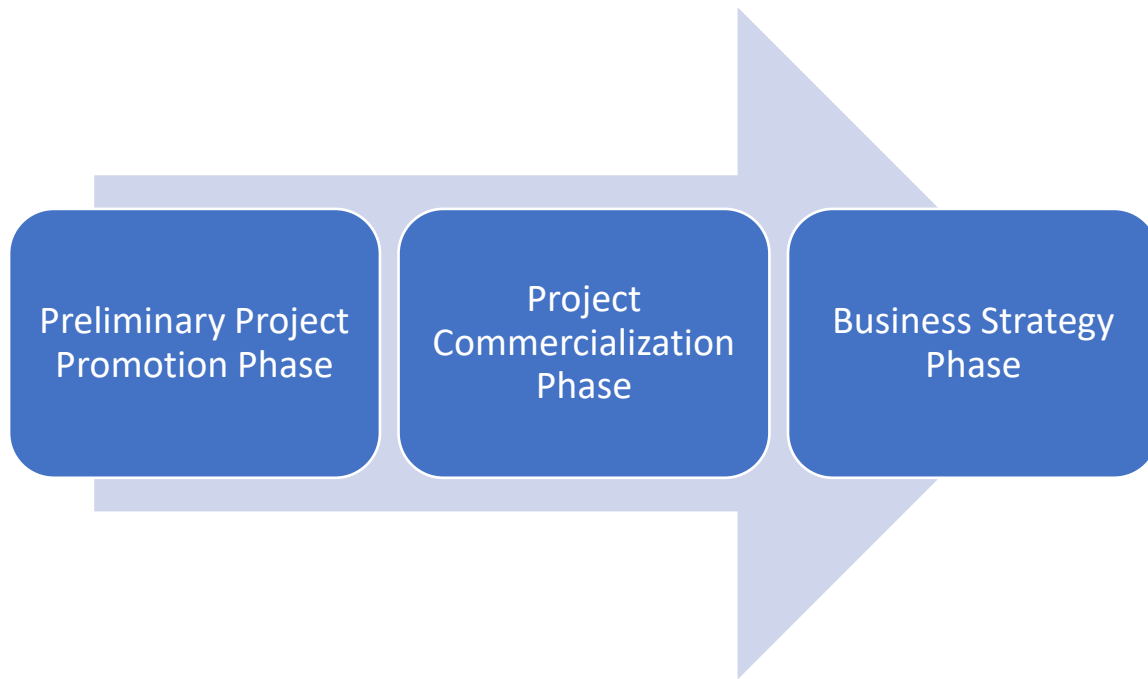 Preliminary Project
Promotion Phase
Project
Commercialization
Phase
Business Strategy
Phase